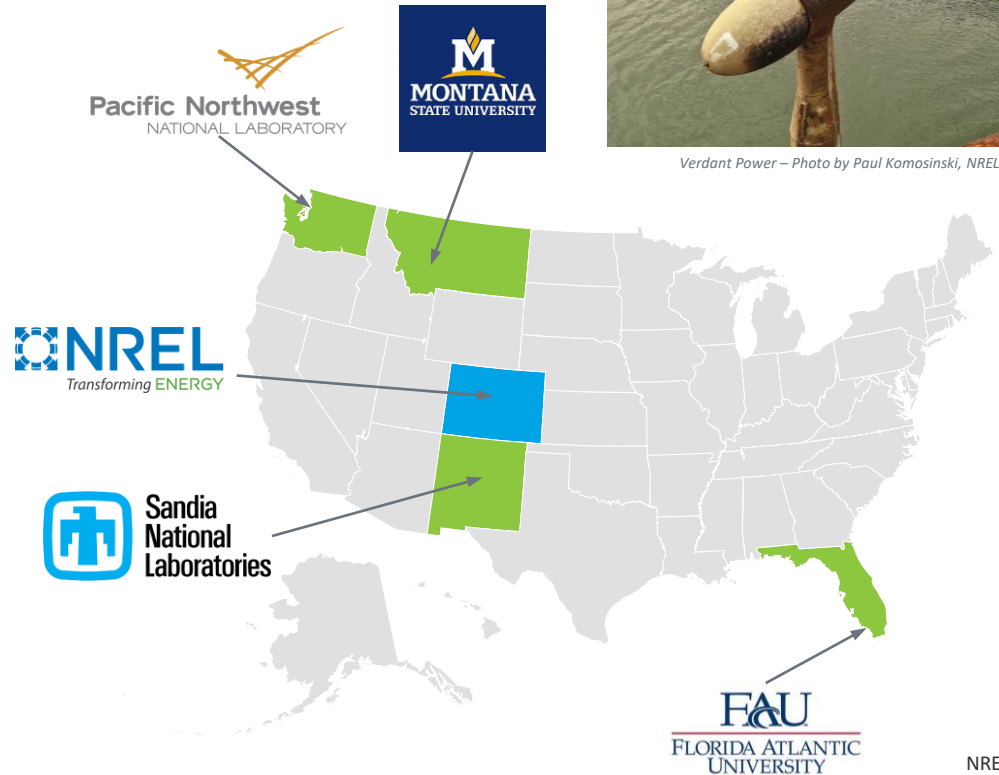 Pacific Northwest
NATIONAL LABORATORY
M
MONTANA
STATE UNIVERSITY
Verdant Power – Photo by Paul Komosinski, NREL
NREL
Transforming ENERGY
Sandia
National
Laboratories
FAU
FLORIDA ATLANTIC
UNIVERSITY
NRE